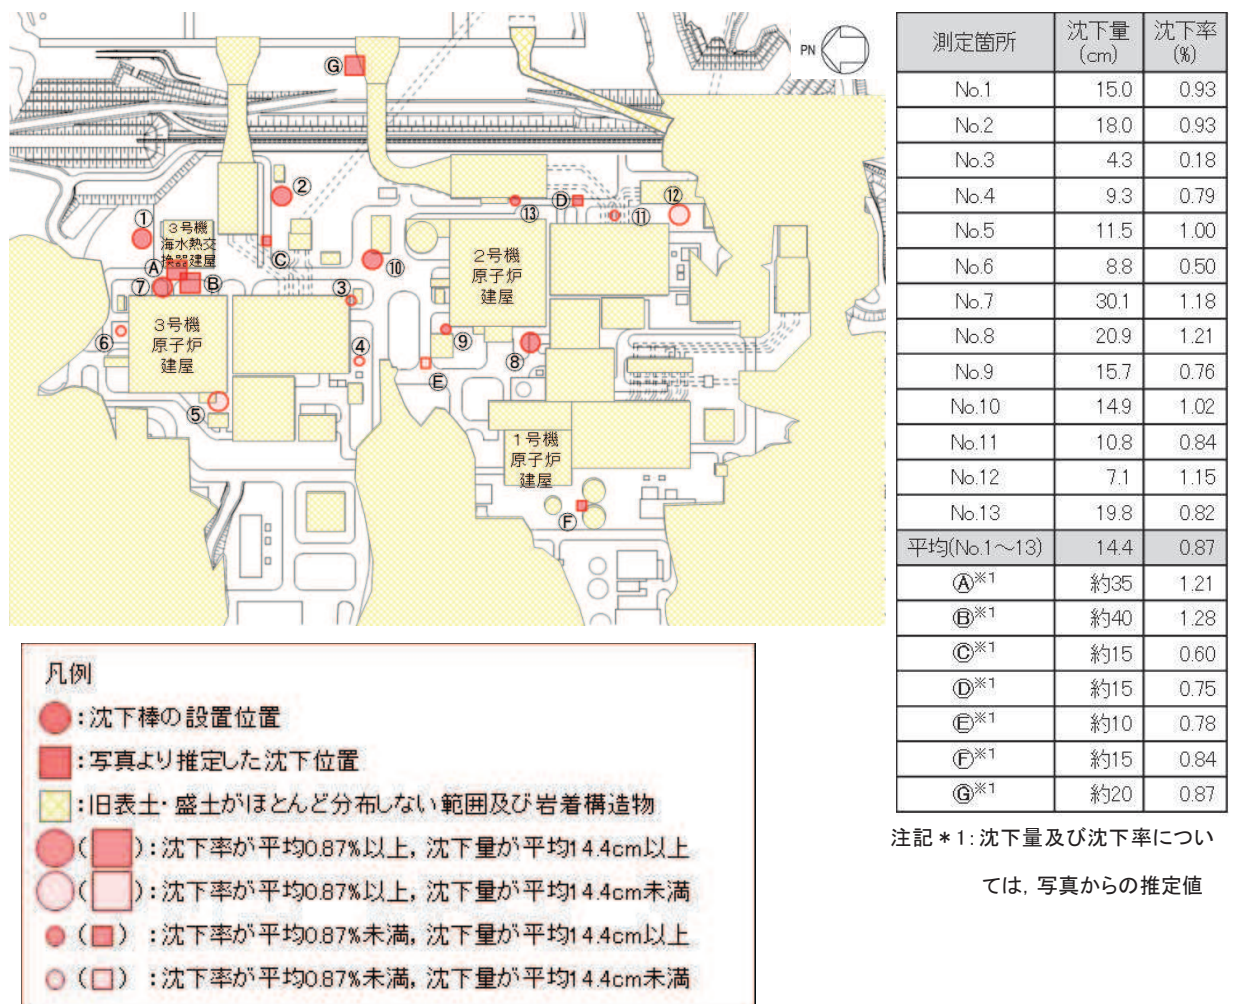 PN
Ⓖ
②
①
３号機
海水熱交
換器建屋
Ⓐ
Ⓑ
Ⓒ
⑦
③
⑩
⑬
Ⓓ
⑪
⑫
２号機
原子炉
建屋
３号機
原子炉
建屋
⑥
④
⑨
⑧
Ⓔ
⑤
１号機
原子炉
建屋
Ⓕ
測定箇所 沈下量(cm) 沈下率(%)
No.1 15.0 0.93
No.2 18.0 0.93
No.3 4.3 0.18
No.4 9.3 0.79
No.5 11.5 1.00
No.6 8.8 0.50
No.7 30.1 1.18
No.8 20.9 1.21
No.9 15.7 0.76
No.10 14.9 1.02
No.11 10.8 0.84
No.12 7.1 1.15
No.13 19.8 0.82
平均(No.1～13) 14.4 0.87
Ⓐ※1 約35 1.21
Ⓑ※1 約40 1.28
Ⓒ※1 約15 0.60
Ⓓ※1 約15 0.75
Ⓔ※1 約10 0.78
Ⓕ※1 約15 0.84
Ⓖ※1 約20 0.87
注記＊1：沈下量及び沈下率につい
ては，写真からの推定値
凡例
：沈下棒の設置位置
：写真より推定した沈下位置
：旧表土・盛土がほとんど分布しない範囲及び岩着構造物
（ ）：沈下率が平均0.87%以上，沈下量が平均14.4cm以上
（ ）：沈下率が平均0.87%以上，沈下量が平均14.4cm未満
（ ）：沈下率が平均0.87%未満，沈下量が平均14.4cm以上
（ ）：沈下率が平均0.87%未満，沈下量が平均14.4cm未満